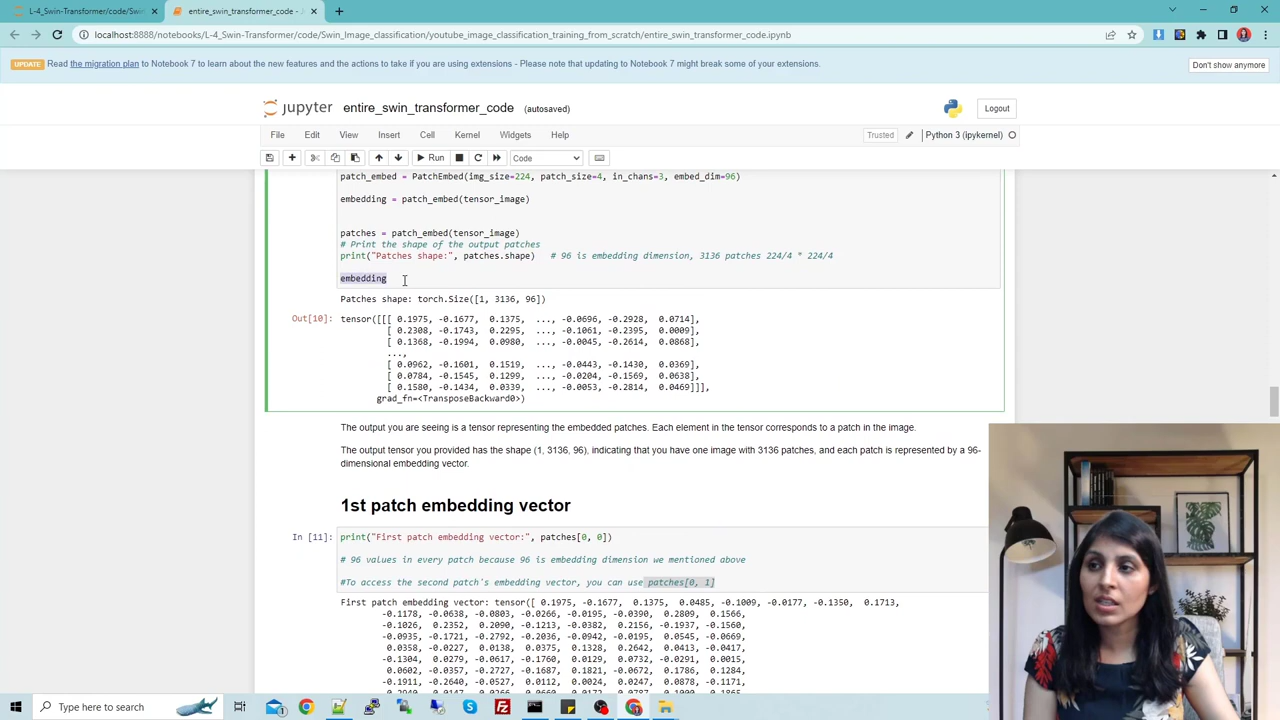 L-4_Swin-Transformer/code/Swin
entire_swin_transformer_code - J
localhost:8888/notebooks/L-4_Swin-Transformer/code/Swin_Image_classification/youtube_image_classification_training_from_scratch/entire_swin_transformer_code.ipynb
UPDATE Read the migration plan to Notebook 7 to learn about the new features and the actions to take if you are using extensions - Please note that updating to Notebook 7 might break some of your extensions. Don't show anymore
jupyter entire_swin_transformer_code (autosaved) Logout
File Edit View Insert Cell Kernel Widgets Help Trusted Python 3 (ipykernel)
Run Code
patch_embed = PatchEmbed(img_size=224, patch_size=4, in_chans=3, embed_dim=96)
embedding = patch_embed(tensor_image)
patches = patch_embed(tensor_image)
# Print the shape of the output patches
print("Patches shape:", patches.shape) # 96 is embedding dimension, 3136 patches 224/4 * 224/4
embedding
Patches shape: torch.Size([1, 3136, 96])
Out[10]: tensor([[[ 0.1975, -0.1677, 0.1375, ..., -0.0696, -0.2928, 0.0714],
[ 0.2308, -0.1743, 0.2295, ..., -0.1061, -0.2395, 0.0009],
[ 0.1368, -0.1994, 0.0980, ..., -0.0045, -0.2614, 0.0868],
...,
[ 0.0962, -0.1601, 0.1519, ..., -0.0443, -0.1430, 0.0369],
[ 0.0784, -0.1545, 0.1299, ..., -0.0204, -0.1569, 0.0638],
[ 0.1580, -0.1434, 0.0339, ..., -0.0053, -0.2814, 0.0469]]],
grad_fn=<TransposeBackward0>)
The output you are seeing is a tensor representing the embedded patches. Each element in the tensor corresponds to a patch in the image.
The output tensor you provided has the shape (1, 3136, 96), indicating that you have one image with 3136 patches, and each patch is represented by a 96-
dimensional embedding vector.
1st patch embedding vector
In [11]: print("First patch embedding vector:", patches[0, 0])
# 96 values in every patch because 96 is embedding dimension we mentioned above
#To access the second patch's embedding vector, you can use patches[0, 1]
First patch embedding vector: tensor([ 0.1975, -0.1677, 0.1375, 0.0485, -0.1009, -0.0177, -0.1350, 0.1713,
-0.1178, -0.0638, -0.0803, -0.0266, -0.0195, -0.0390, 0.2809, 0.1566,
-0.1026, 0.2352, 0.2090, -0.1213, -0.0382, 0.2156, -0.1937, -0.1560,
-0.0935, -0.1721, -0.2792, -0.2036, -0.0942, -0.0195, 0.0545, -0.0669,
0.0358, -0.0227, 0.0138, 0.0375, 0.1328, 0.2642, 0.0413, -0.0417,
-0.1304, 0.0279, -0.0617, -0.1760, 0.0129, 0.0732, -0.0291, 0.0015,
0.0602, -0.0357, -0.2727, -0.1687, 0.1821, -0.0672, 0.1786, 0.1284,
-0.1911, -0.2640, -0.0527, 0.0112, 0.0024, 0.0247, 0.0878, -0.1171,
Type here to search